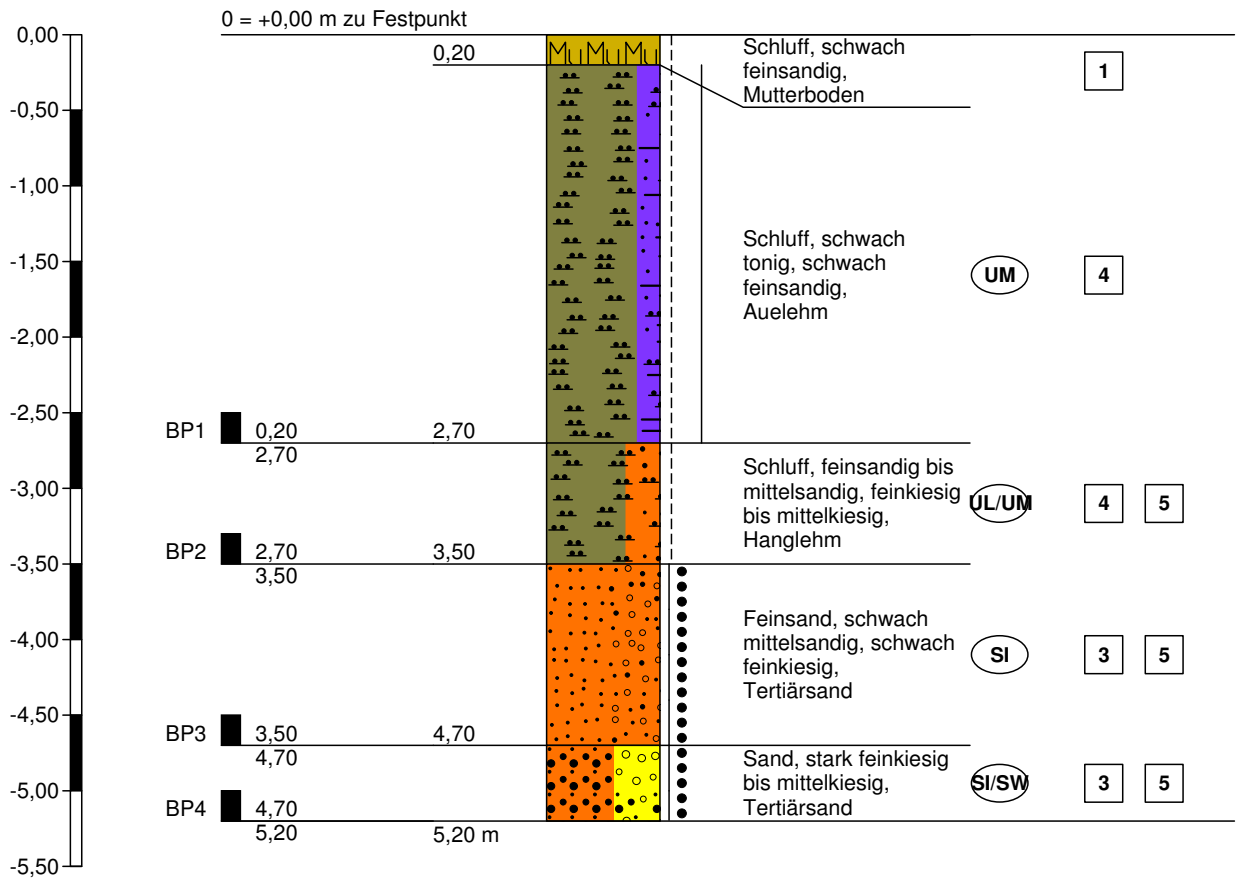 0 = +0,00 m zu Festpunkt
0,00
0,20
Schluff, schwach
feinsandig,
Mutterboden
1
Mu Mu Mu
-0,50
-1,00
-1,50
Schluff, schwach
tonig, schwach
feinsandig,
Auelehm
UM
4
-2,00
-2,50
BP1
0,20
2,70
2,70
-3,00
Schluff, feinsandig bis
mittelsandig, feinkiesig
bis mittelkiesig,
Hanglehm
UL/UM
4
5
BP2
2,70
3,50
3,50
-3,50
-4,00
Feinsand, schwach
mittelsandig, schwach
feinkiesig,
Tertiärsand
SI
3
5
-4,50
BP3
3,50
4,70
4,70
-5,00
Sand, stark feinkiesig
bis mittelkiesig,
Tertiärsand
SI/SW
3
5
BP4
4,70
5,20
5,20 m
-5,50